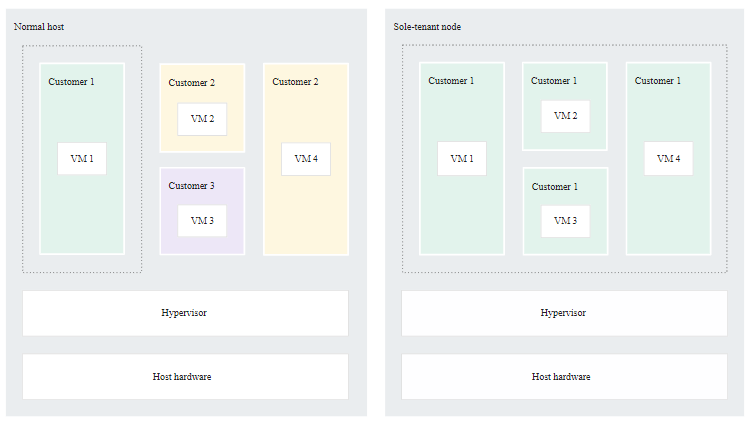 Normal host
Customer 1
VM 1
Customer 2
VM 2
Customer 3
VM 3
Customer 2
VM 4
Hypervisor
Host hardware
Sole-tenant node
Customer 1
VM 1
Customer 1
VM 2
Customer 1
VM 3
Customer 1
VM 4
Hypervisor
Host hardware